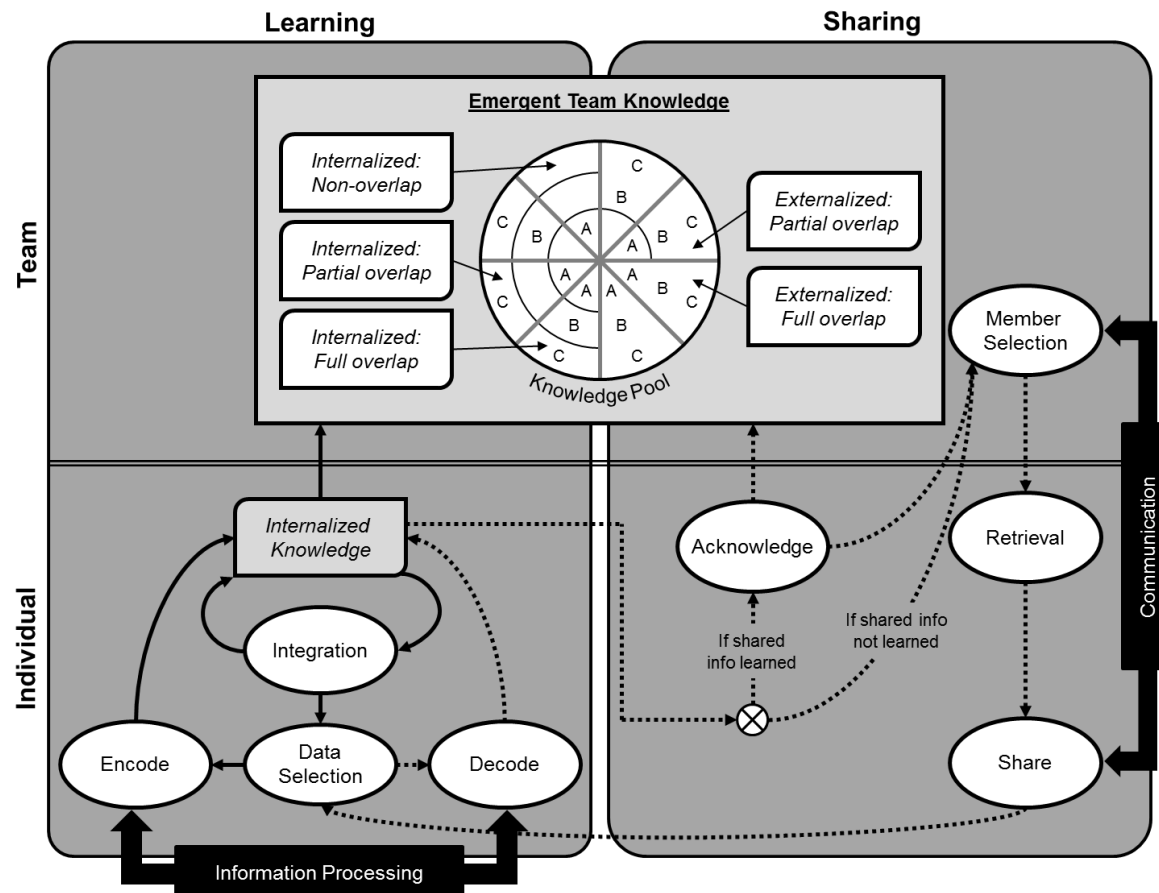 Learning
Sharing
Team
Individual
Emergent Team Knowledge
Internalized:
Non-overlap
Internalized:
Partial overlap
Internalized:
Full overlap
C
C
B
B
A
A
B
C
C
A
A
A
A
B
C
B
B
C
C
Knowledge Pool
Externalized:
Partial overlap
Externalized:
Full overlap
Member
Selection
Internalized
Knowledge
Acknowledge
Retrieval
Communication
Integration
If shared
info learned
If shared info
not learned
Encode
Data
Selection
Decode
Share
Information Processing